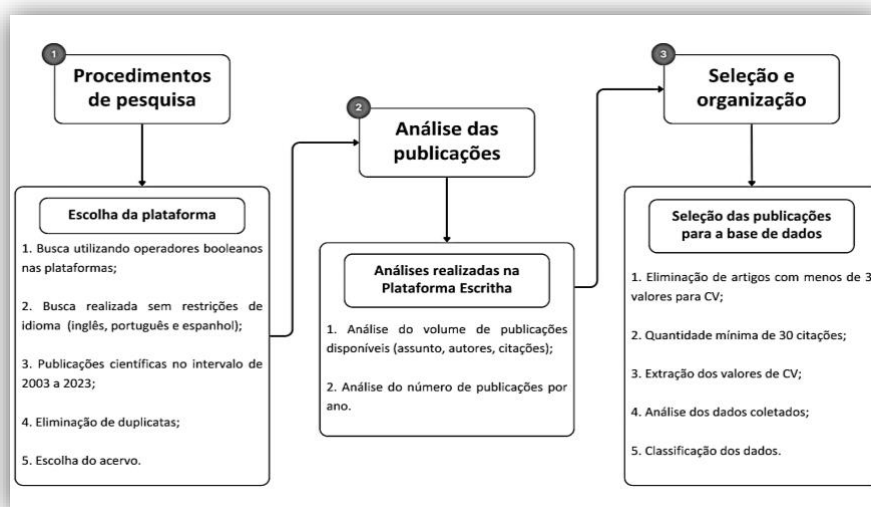 1
Procedimentos
de pesquisa
Escolha da plataforma
1. Busca utilizando operadores booleanos
nas plataformas;
2. Busca realizada sem restrições de
idioma (inglês, português e espanhol);
3. Publicações científicas no intervalo de
2003 a 2023;
4. Eliminação de duplicatas;
5. Escolha do acervo.
2
Análise das
publicações
Análises realizadas na
Plataforma Escritha
1. Análise do volume de publicações
disponíveis (assunto, autores, citações);
2. Análise do número de publicações por
ano.
3
Seleção e
organização
Seleção das publicações
para a base de dados
1. Eliminação de artigos com menos de 3
valores para CV;
2. Quantidade mínima de 30 citações;
3. Extração dos valores de CV;
4. Análise dos dados coletados;
5. Classificação dos dados.